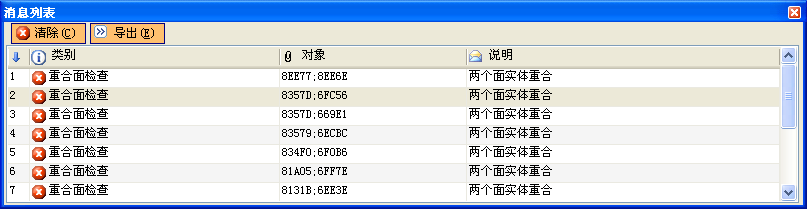 消息列表
清除(C) 导出(E)
类别 对象 说明
1 重合面检查 8EE77;8EE6E 两个面实体重合
2 重合面检查 8357D;6FC56 两个面实体重合
3 重合面检查 8357D;669E1 两个面实体重合
4 重合面检查 83579;6ECBC 两个面实体重合
5 重合面检查 834F0;6F0B6 两个面实体重合
6 重合面检查 81A05;6FF7E 两个面实体重合
7 重合面检查 8131B;6EE3E 两个面实体重合